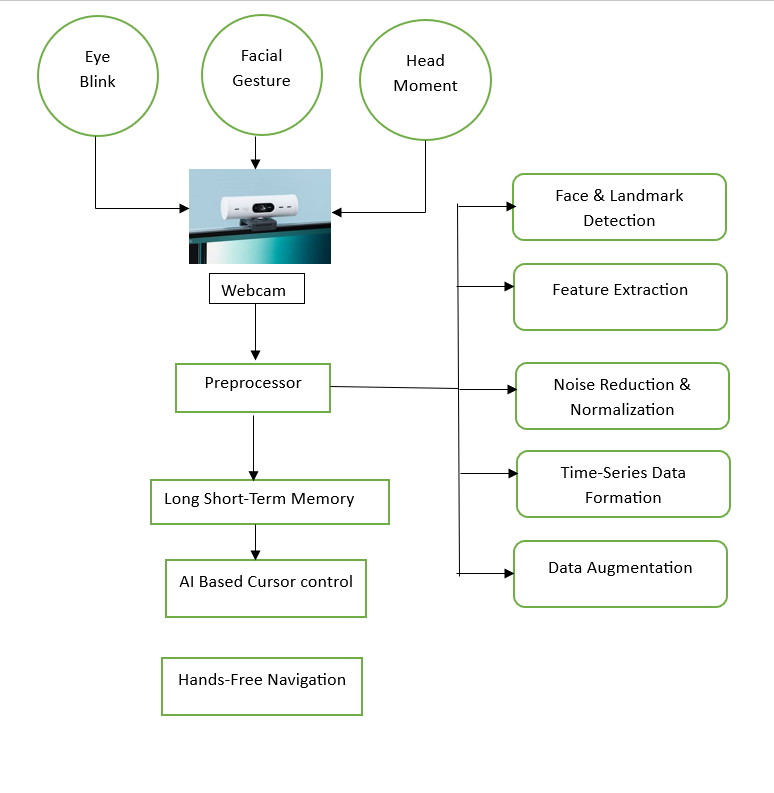 Eye
Blink
Facial
Gesture
Head
Moment
Webcam
Preprocessor
Long Short-Term Memory
AI Based Cursor control
Hands-Free Navigation
Face & Landmark
Detection
Feature Extraction
Noise Reduction &
Normalization
Time-Series Data
Formation
Data Augmentation